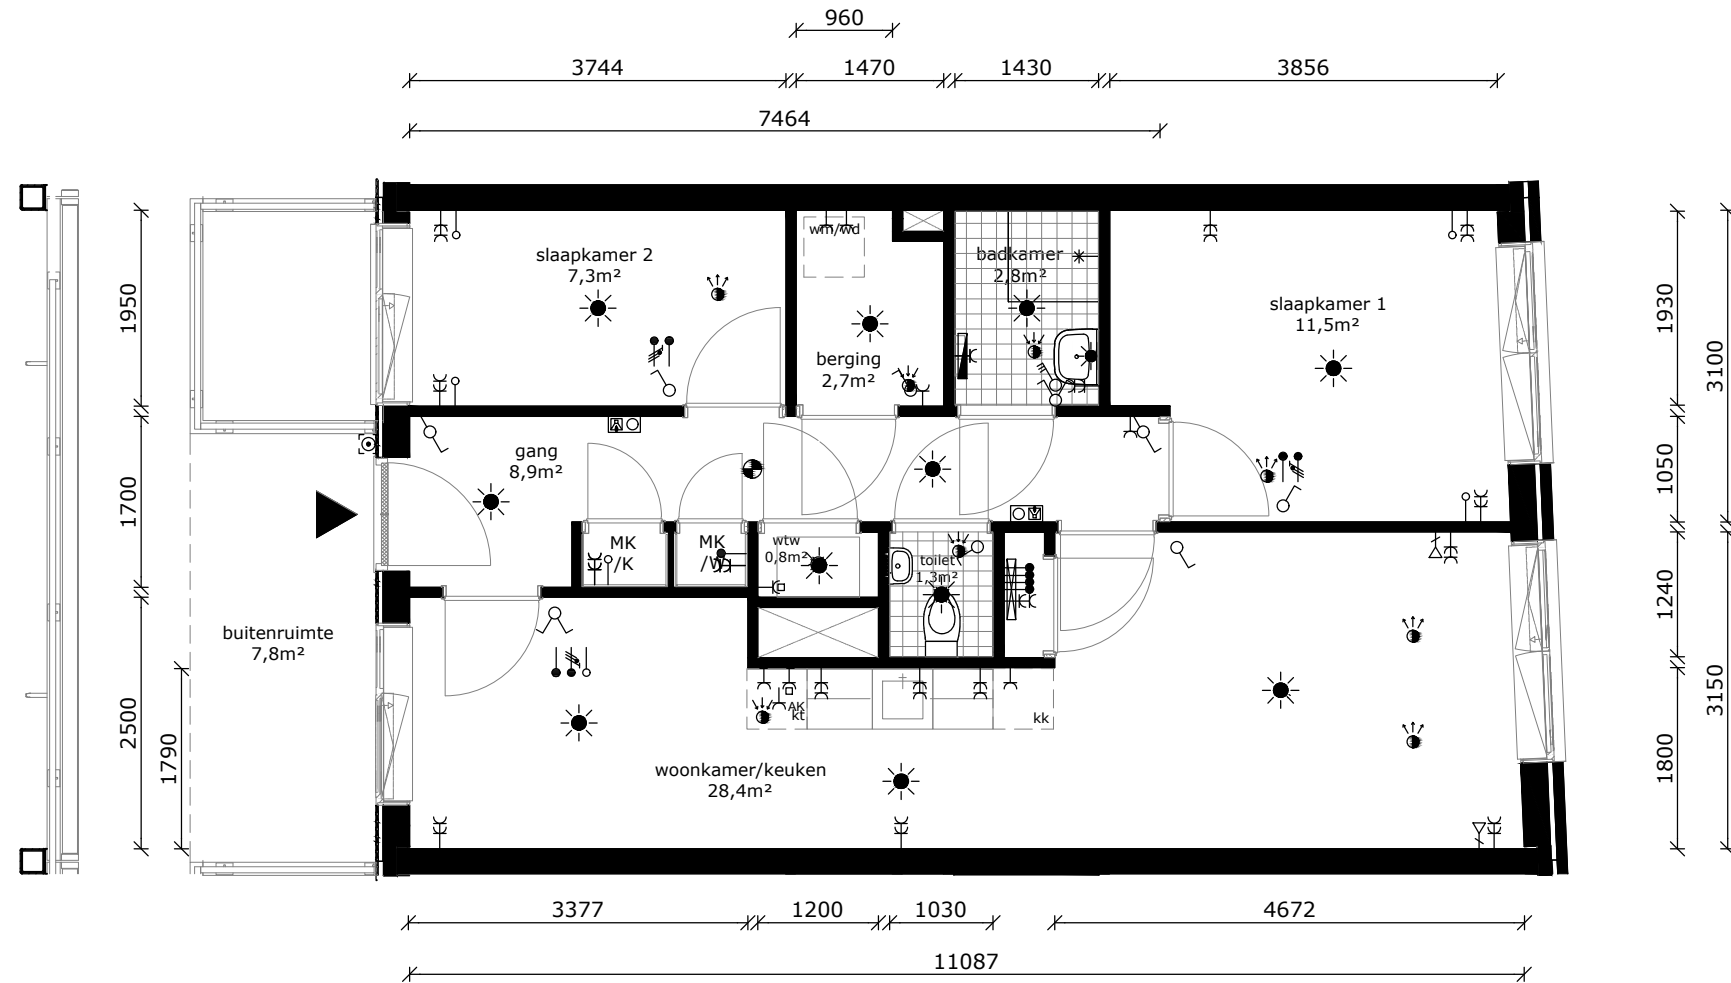 960
3744
1470
1430
3856
7464
wm/wd
slaapkamer 2
7,3m²
badkamer
2,8m²
slaapkamer 1
11,5m²
berging
2,7m²
1950
1930
3100
gang
8,9m²
1700
1050
MK
/K
MK
/W
wtw
0,8m²
toilet
1,3m²
1240
buitenruimte
7,8m²
2500
1790
AK
kt
kk
3150
1800
woonkamer/keuken
28,4m²
3377
1200
1030
4672
11087